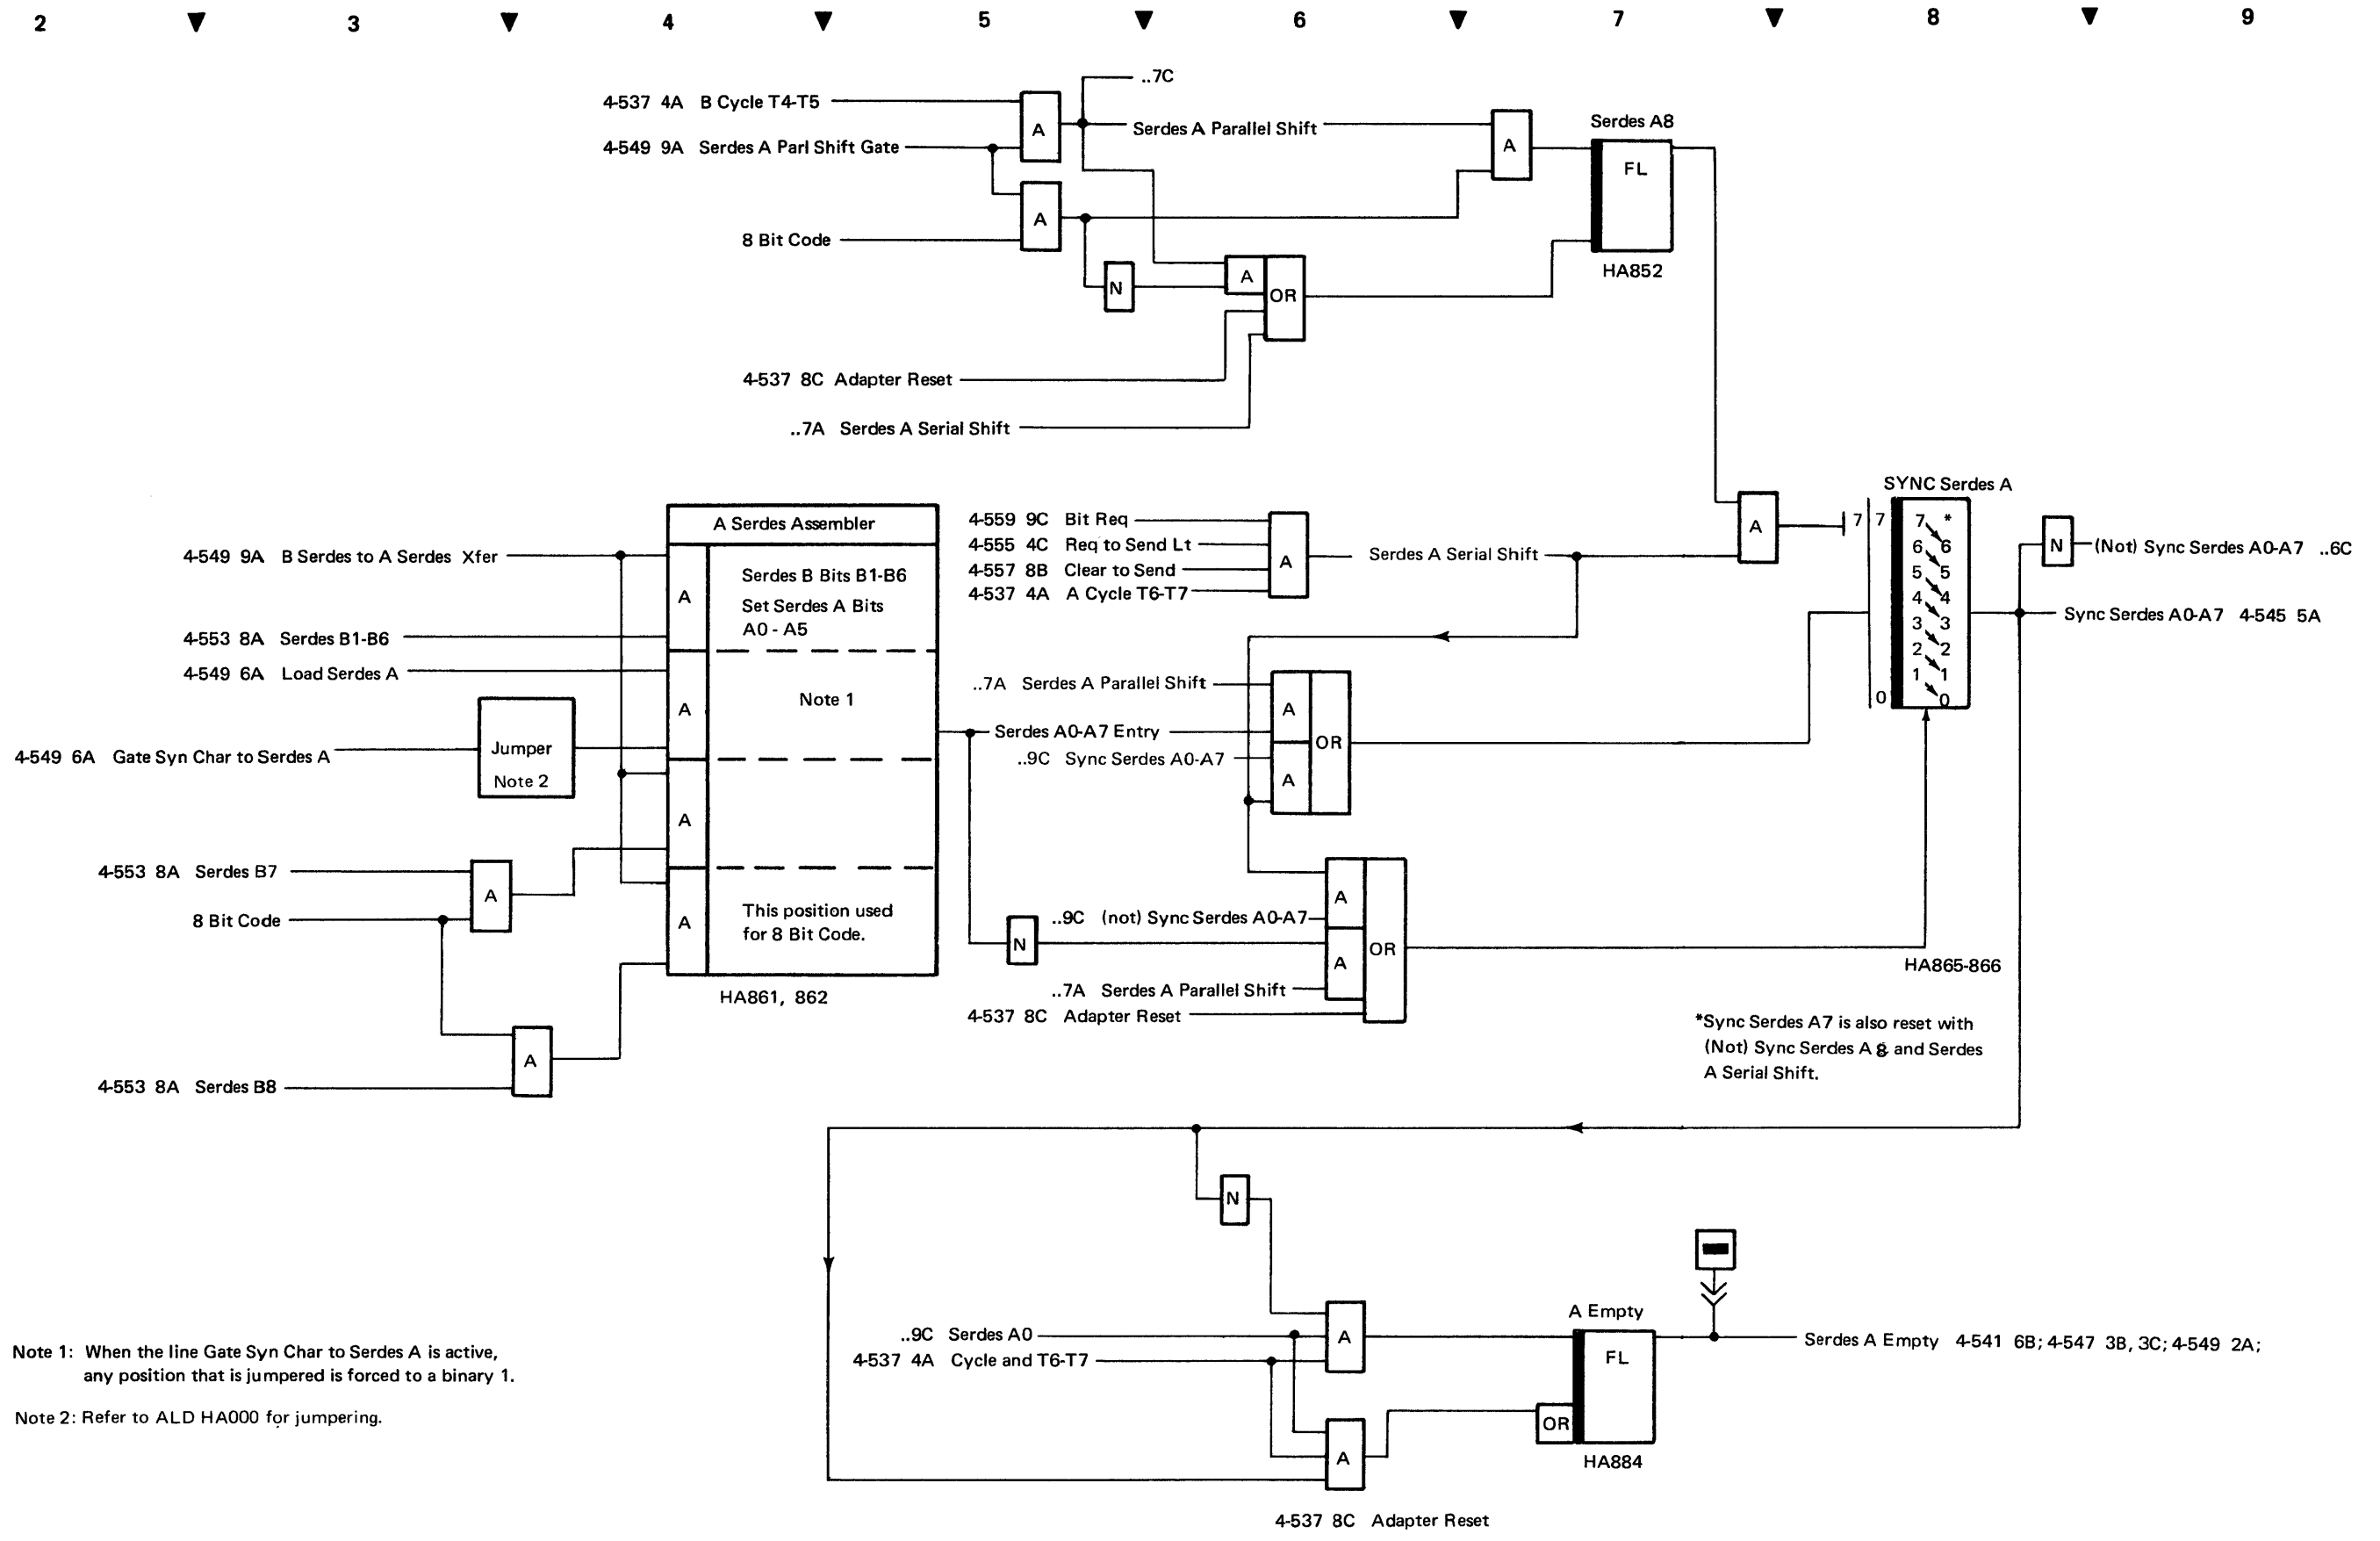 2 3 4 5 6 7 8 9
..7C
4-537 4A B Cycle T4-T5
A
Serdes A Parallel Shift
4-549 9A Serdes A Parl Shift Gate
A
Serdes A8
FL
A
8 Bit Code
N
A
OR
HA852
4-537 8C Adapter Reset
..7A Serdes A Serial Shift
SYNC Serdes A
A Serdes Assembler
4-549 9A B Serdes to A Serdes Xfer
A
Serdes B Bits B1-B6
Set Serdes A Bits
A0 - A5
4-553 8A Serdes B1-B6
4-549 6A Load Serdes A
A
Note 1
Jumper
Note 2
4-549 6A Gate Syn Char to Serdes A
A
4-553 8A Serdes B7
A
8 Bit Code
A
This position used
for 8 Bit Code.
HA861, 862
A
4-553 8A Serdes B8
4-559 9C Bit Req
4-555 4C Req to Send Lt
4-557 8B Clear to Send
4-537 4A A Cycle T6-T7
A
Serdes A Serial Shift
A
7 7
0
7 *
6 6
5 5
4 4
3 3
2 2
1 1
0
N
(Not) Sync Serdes A0-A7 ..6C
Sync Serdes A0-A7 4-545 5A
..7A Serdes A Parallel Shift
A
Serdes A0-A7 Entry
OR
..9C Sync Serdes A0-A7
A
A
..9C (not) Sync Serdes A0-A7
N
OR
A
..7A Serdes A Parallel Shift
4-537 8C Adapter Reset
HA865-866
*Sync Serdes A7 is also reset with
(Not) Sync Serdes A 8 and Serdes
A Serial Shift.
N
..9C Serdes A0
A
4-537 4A Cycle and T6-T7
A Empty
FL
Serdes A Empty 4-541 6B; 4-547 3B, 3C; 4-549 2A;
OR
A
HA884
4-537 8C Adapter Reset
Note 1: When the line Gate Syn Char to Serdes A is active,
any position that is jumpered is forced to a binary 1.
Note 2: Refer to ALD HA000 for jumpering.